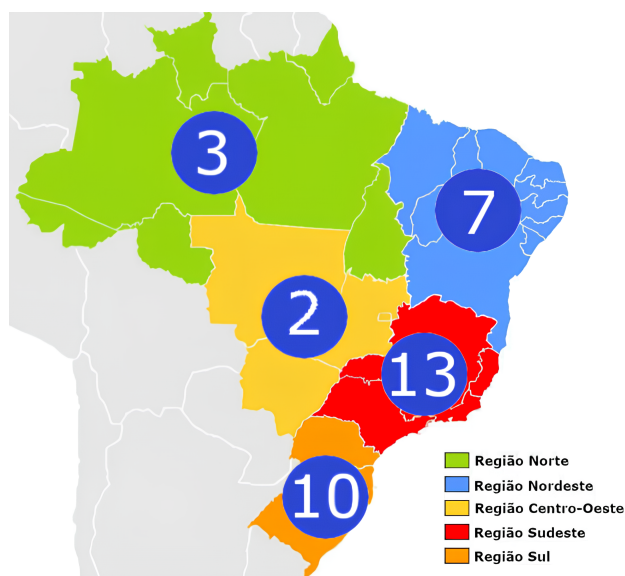 3
7
2
13
10
Região Norte
Região Nordeste
Região Centro-Oeste
Região Sudeste
Região Sul